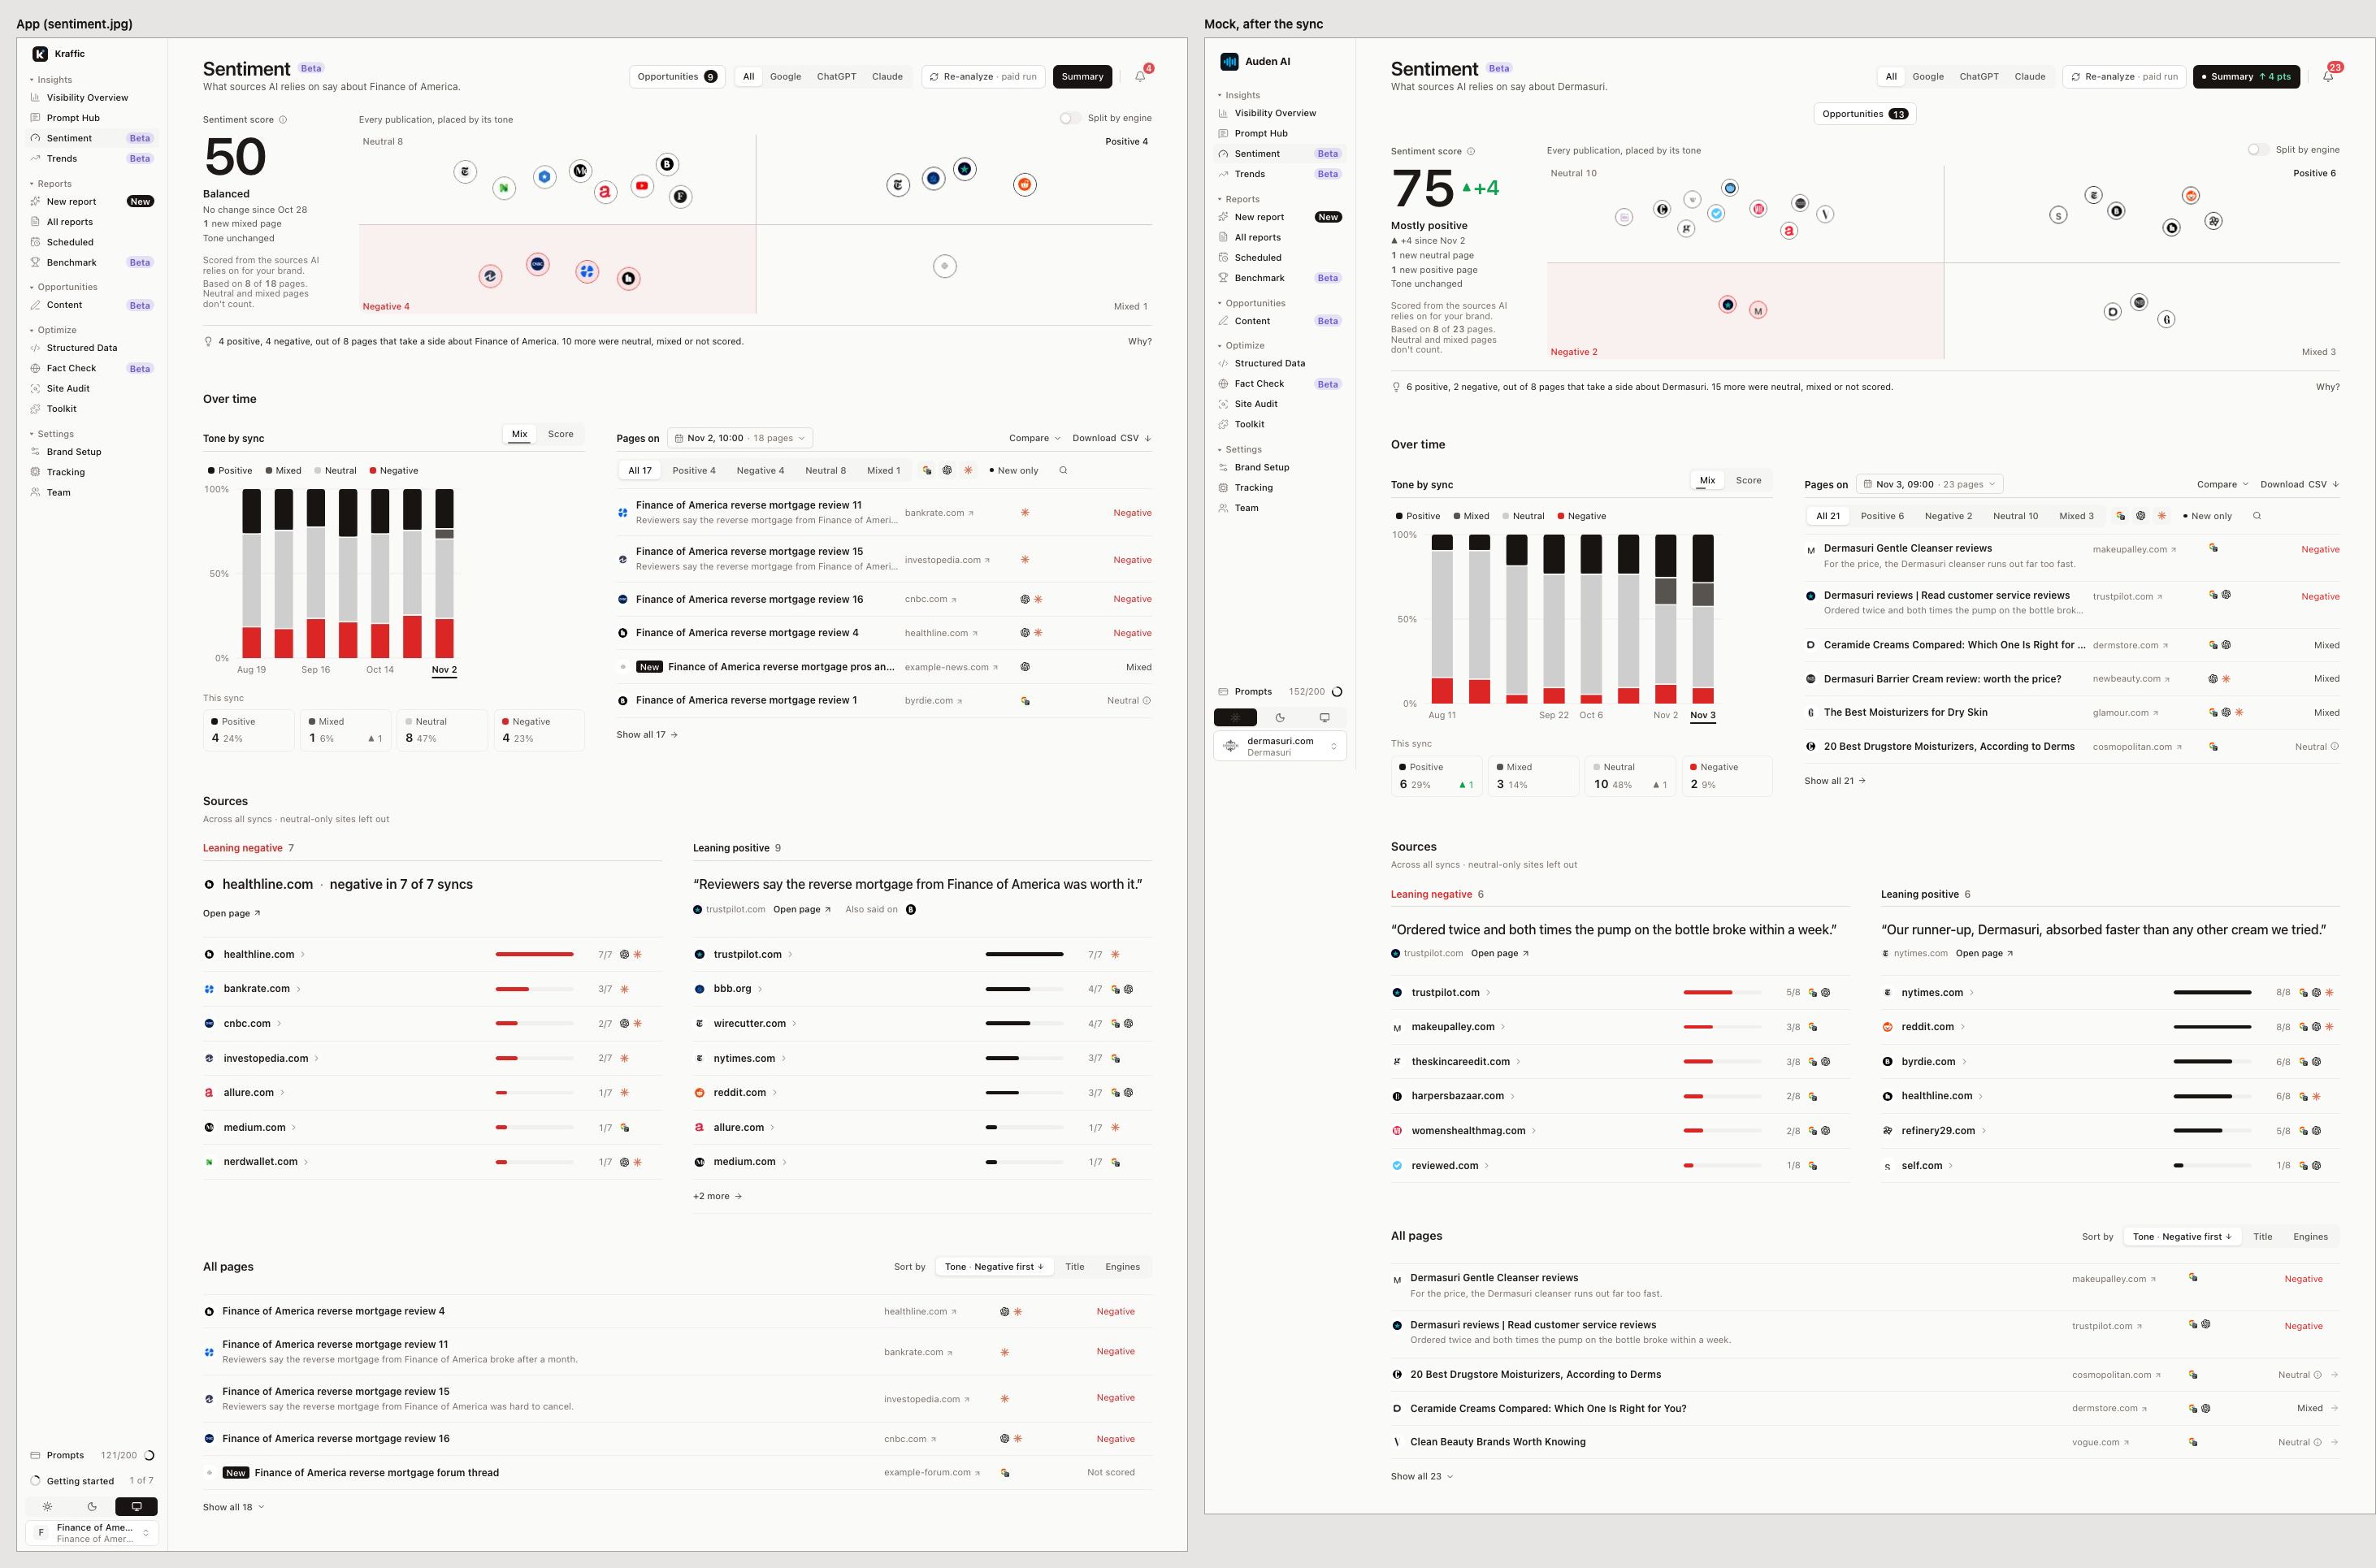 App (sentiment.jpg)
Kraffic
Insights
Visibility Overview
Prompt Hub
Sentiment Beta
Trends Beta
Reports
New report New
All reports
Scheduled
Benchmark Beta
Opportunities
Content Beta
Optimize
Structured Data
Fact Check Beta
Site Audit
Toolkit
Settings
Brand Setup
Tracking
Team
Prompts 121/200
Getting started 1 of 7
F Finance of Ame...
Finance of Amer...
Sentiment Beta
What sources AI relies on say about Finance of America.
Opportunities 9
All Google ChatGPT Claude
Re-analyze · paid run
Summary
4
Sentiment score
50
Balanced
No change since Oct 28
1 new mixed page
Tone unchanged
Scored from the sources AI
relies on for your brand.
Based on 8 of 18 pages.
Neutral and mixed pages
don't count.
Every publication, placed by its tone
Split by engine
Neutral 8
Positive 4
Negative 4
Mixed 1
4 positive, 4 negative, out of 8 pages that take a side about Finance of America. 10 more were neutral, mixed or not scored.
Why?
Over time
Tone by sync
Mix Score
Positive Mixed Neutral Negative
100%
50%
0%
Aug 19 Sep 16 Oct 14 Nov 2
This sync
Positive
4 24%
Mixed
1 6% ▲ 1
Neutral
8 47%
Negative
4 23%
Pages on Nov 2, 10:00 · 18 pages
Compare Download CSV ↓
All 17 Positive 4 Negative 4 Neutral 8 Mixed 1 New only
Finance of America reverse mortgage review 11 bankrate.com Negative
Reviewers say the reverse mortgage from Finance of Ameri...
Finance of America reverse mortgage review 15 investopedia.com Negative
Reviewers say the reverse mortgage from Finance of Ameri...
Finance of America reverse mortgage review 16 cnbc.com Negative
Finance of America reverse mortgage review 4 healthline.com Negative
New Finance of America reverse mortgage pros an... example-news.com Mixed
Finance of America reverse mortgage review 1 byrdie.com Neutral
Show all 17 →
Sources
Across all syncs · neutral-only sites left out
Leaning negative 7
healthline.com · negative in 7 of 7 syncs
Open page
healthline.com 7/7
bankrate.com 3/7
cnbc.com 2/7
investopedia.com 2/7
allure.com 1/7
medium.com 1/7
nerdwallet.com 1/7
Leaning positive 9
“Reviewers say the reverse mortgage from Finance of America was worth it.”
trustpilot.com Open page Also said on
trustpilot.com 7/7
bbb.org 4/7
wirecutter.com 4/7
nytimes.com 3/7
reddit.com 3/7
allure.com 1/7
medium.com 1/7
+2 more →
All pages
Sort by Tone · Negative first ↓ Title Engines
Finance of America reverse mortgage review 4 healthline.com Negative
Finance of America reverse mortgage review 11 bankrate.com Negative
Reviewers say the reverse mortgage from Finance of America broke after a month.
Finance of America reverse mortgage review 15 investopedia.com Negative
Reviewers say the reverse mortgage from Finance of America was hard to cancel.
Finance of America reverse mortgage review 16 cnbc.com Negative
New Finance of America reverse mortgage forum thread example-forum.com Not scored
Show all 18
Mock, after the sync
Auden AI
Insights
Visibility Overview
Prompt Hub
Sentiment Beta
Trends Beta
Reports
New report New
All reports
Scheduled
Benchmark Beta
Opportunities
Content Beta
Optimize
Structured Data
Fact Check Beta
Site Audit
Toolkit
Settings
Brand Setup
Tracking
Team
Prompts 152/200
dermasuri.com
Dermasuri
Sentiment Beta
What sources AI relies on say about Dermasuri.
All Google ChatGPT Claude
Re-analyze · paid run
Summary ↑ 4 pts
23
Opportunities 13
Sentiment score
75 ▲+4
Mostly positive
▲ +4 since Nov 2
1 new neutral page
1 new positive page
Tone unchanged
Scored from the sources AI
relies on for your brand.
Based on 8 of 23 pages.
Neutral and mixed pages
don't count.
Every publication, placed by its tone
Split by engine
Neutral 10
Positive 6
Negative 2
Mixed 3
6 positive, 2 negative, out of 8 pages that take a side about Dermasuri. 15 more were neutral, mixed or not scored.
Why?
Over time
Tone by sync
Mix Score
Positive Mixed Neutral Negative
100%
50%
0%
Aug 11 Sep 22 Oct 6 Nov 2 Nov 3
This sync
Positive
6 29% ▲ 1
Mixed
3 14%
Neutral
10 48% ▲ 1
Negative
2 9%
Pages on Nov 3, 09:00 · 23 pages
Compare Download CSV ↓
All 21 Positive 6 Negative 2 Neutral 10 Mixed 3 New only
Dermasuri Gentle Cleanser reviews makeupalley.com Negative
For the price, the Dermasuri cleanser runs out far too fast.
Dermasuri reviews | Read customer service reviews trustpilot.com Negative
Ordered twice and both times the pump on the bottle brok...
Ceramide Creams Compared: Which One Is Right for ... dermstore.com Mixed
Dermasuri Barrier Cream review: worth the price? newbeauty.com Mixed
The Best Moisturizers for Dry Skin glamour.com Mixed
20 Best Drugstore Moisturizers, According to Derms cosmopolitan.com Neutral
Show all 21 →
Sources
Across all syncs · neutral-only sites left out
Leaning negative 6
“Ordered twice and both times the pump on the bottle broke within a week.”
trustpilot.com Open page
trustpilot.com 5/8
makeupalley.com 3/8
theskincareedit.com 3/8
harpersbazaar.com 2/8
womenshealthmag.com 2/8
reviewed.com 1/8
Leaning positive 6
“Our runner-up, Dermasuri, absorbed faster than any other cream we tried.”
nytimes.com Open page
nytimes.com 8/8
reddit.com 8/8
byrdie.com 6/8
healthline.com 6/8
refinery29.com 5/8
self.com 1/8
All pages
Sort by Tone · Negative first ↓ Title Engines
Dermasuri Gentle Cleanser reviews makeupalley.com Negative
For the price, the Dermasuri cleanser runs out far too fast.
Dermasuri reviews | Read customer service reviews trustpilot.com Negative
Ordered twice and both times the pump on the bottle broke within a week.
20 Best Drugstore Moisturizers, According to Derms cosmopolitan.com Neutral →
Ceramide Creams Compared: Which One Is Right for You? dermstore.com Mixed →
Clean Beauty Brands Worth Knowing vogue.com Neutral →
Show all 23